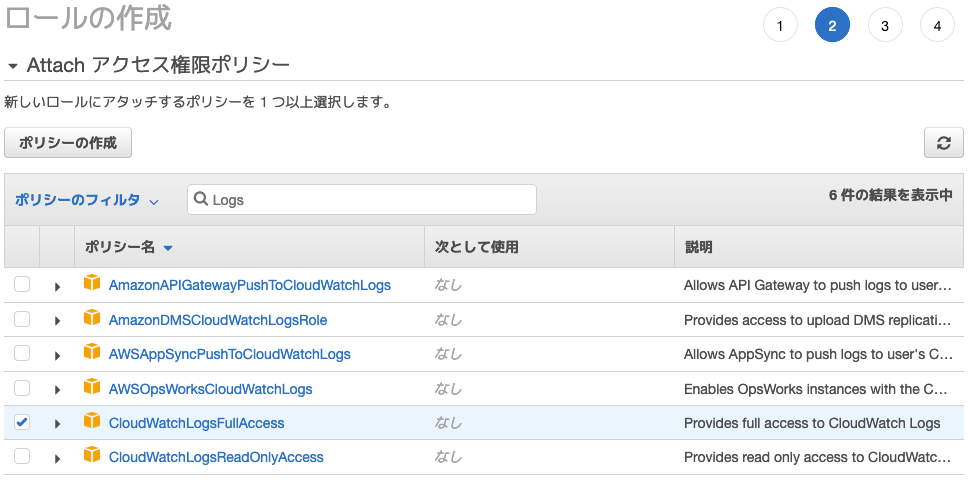 ロールの作成
1 2 3 4
Attach アクセス権限ポリシー
新しいロールにアタッチするポリシーを 1 つ以上選択します。
ポリシーの作成
ポリシーのフィルタ Logs 6 件の結果を表示中
ポリシー名 次として使用 説明
AmazonAPIGatewayPushToCloudWatchLogs なし Allows API Gateway to push logs to user…
AmazonDMSCloudWatchLogsRole なし Provides access to upload DMS replicati…
AWSAppSyncPushToCloudWatchLogs なし Allows AppSync to push logs to user's C…
AWSOpsWorksCloudWatchLogs なし Enables OpsWorks instances with the C…
CloudWatchLogsFullAccess なし Provides full access to CloudWatch Logs
CloudWatchLogsReadOnlyAccess なし Provides read only access to CloudWatc…